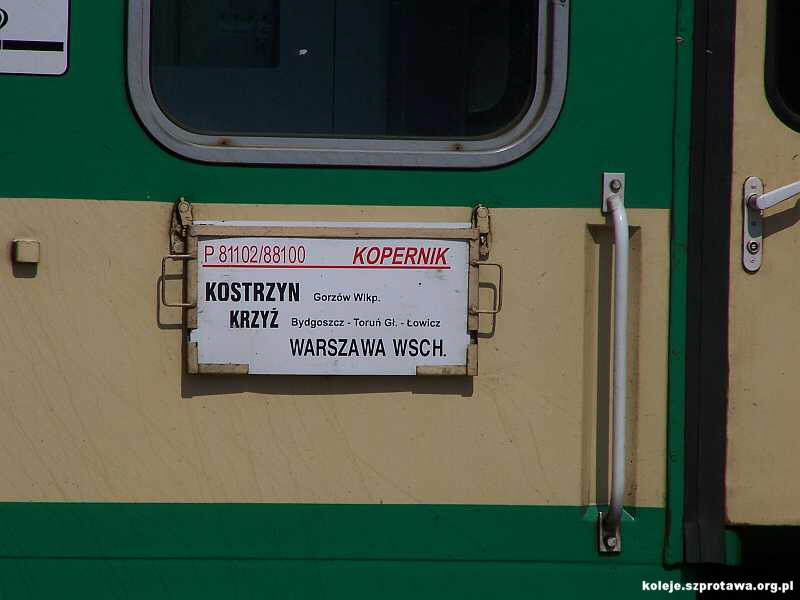 P 81102/88100 KOPERNIK
KOSTRZYN Gorzów Wlkp.
KRZYŻ Bydgoszcz - Toruń Gł. - Łowicz
WARSZAWA WSCH.
koleje.szprotawa.org.pl